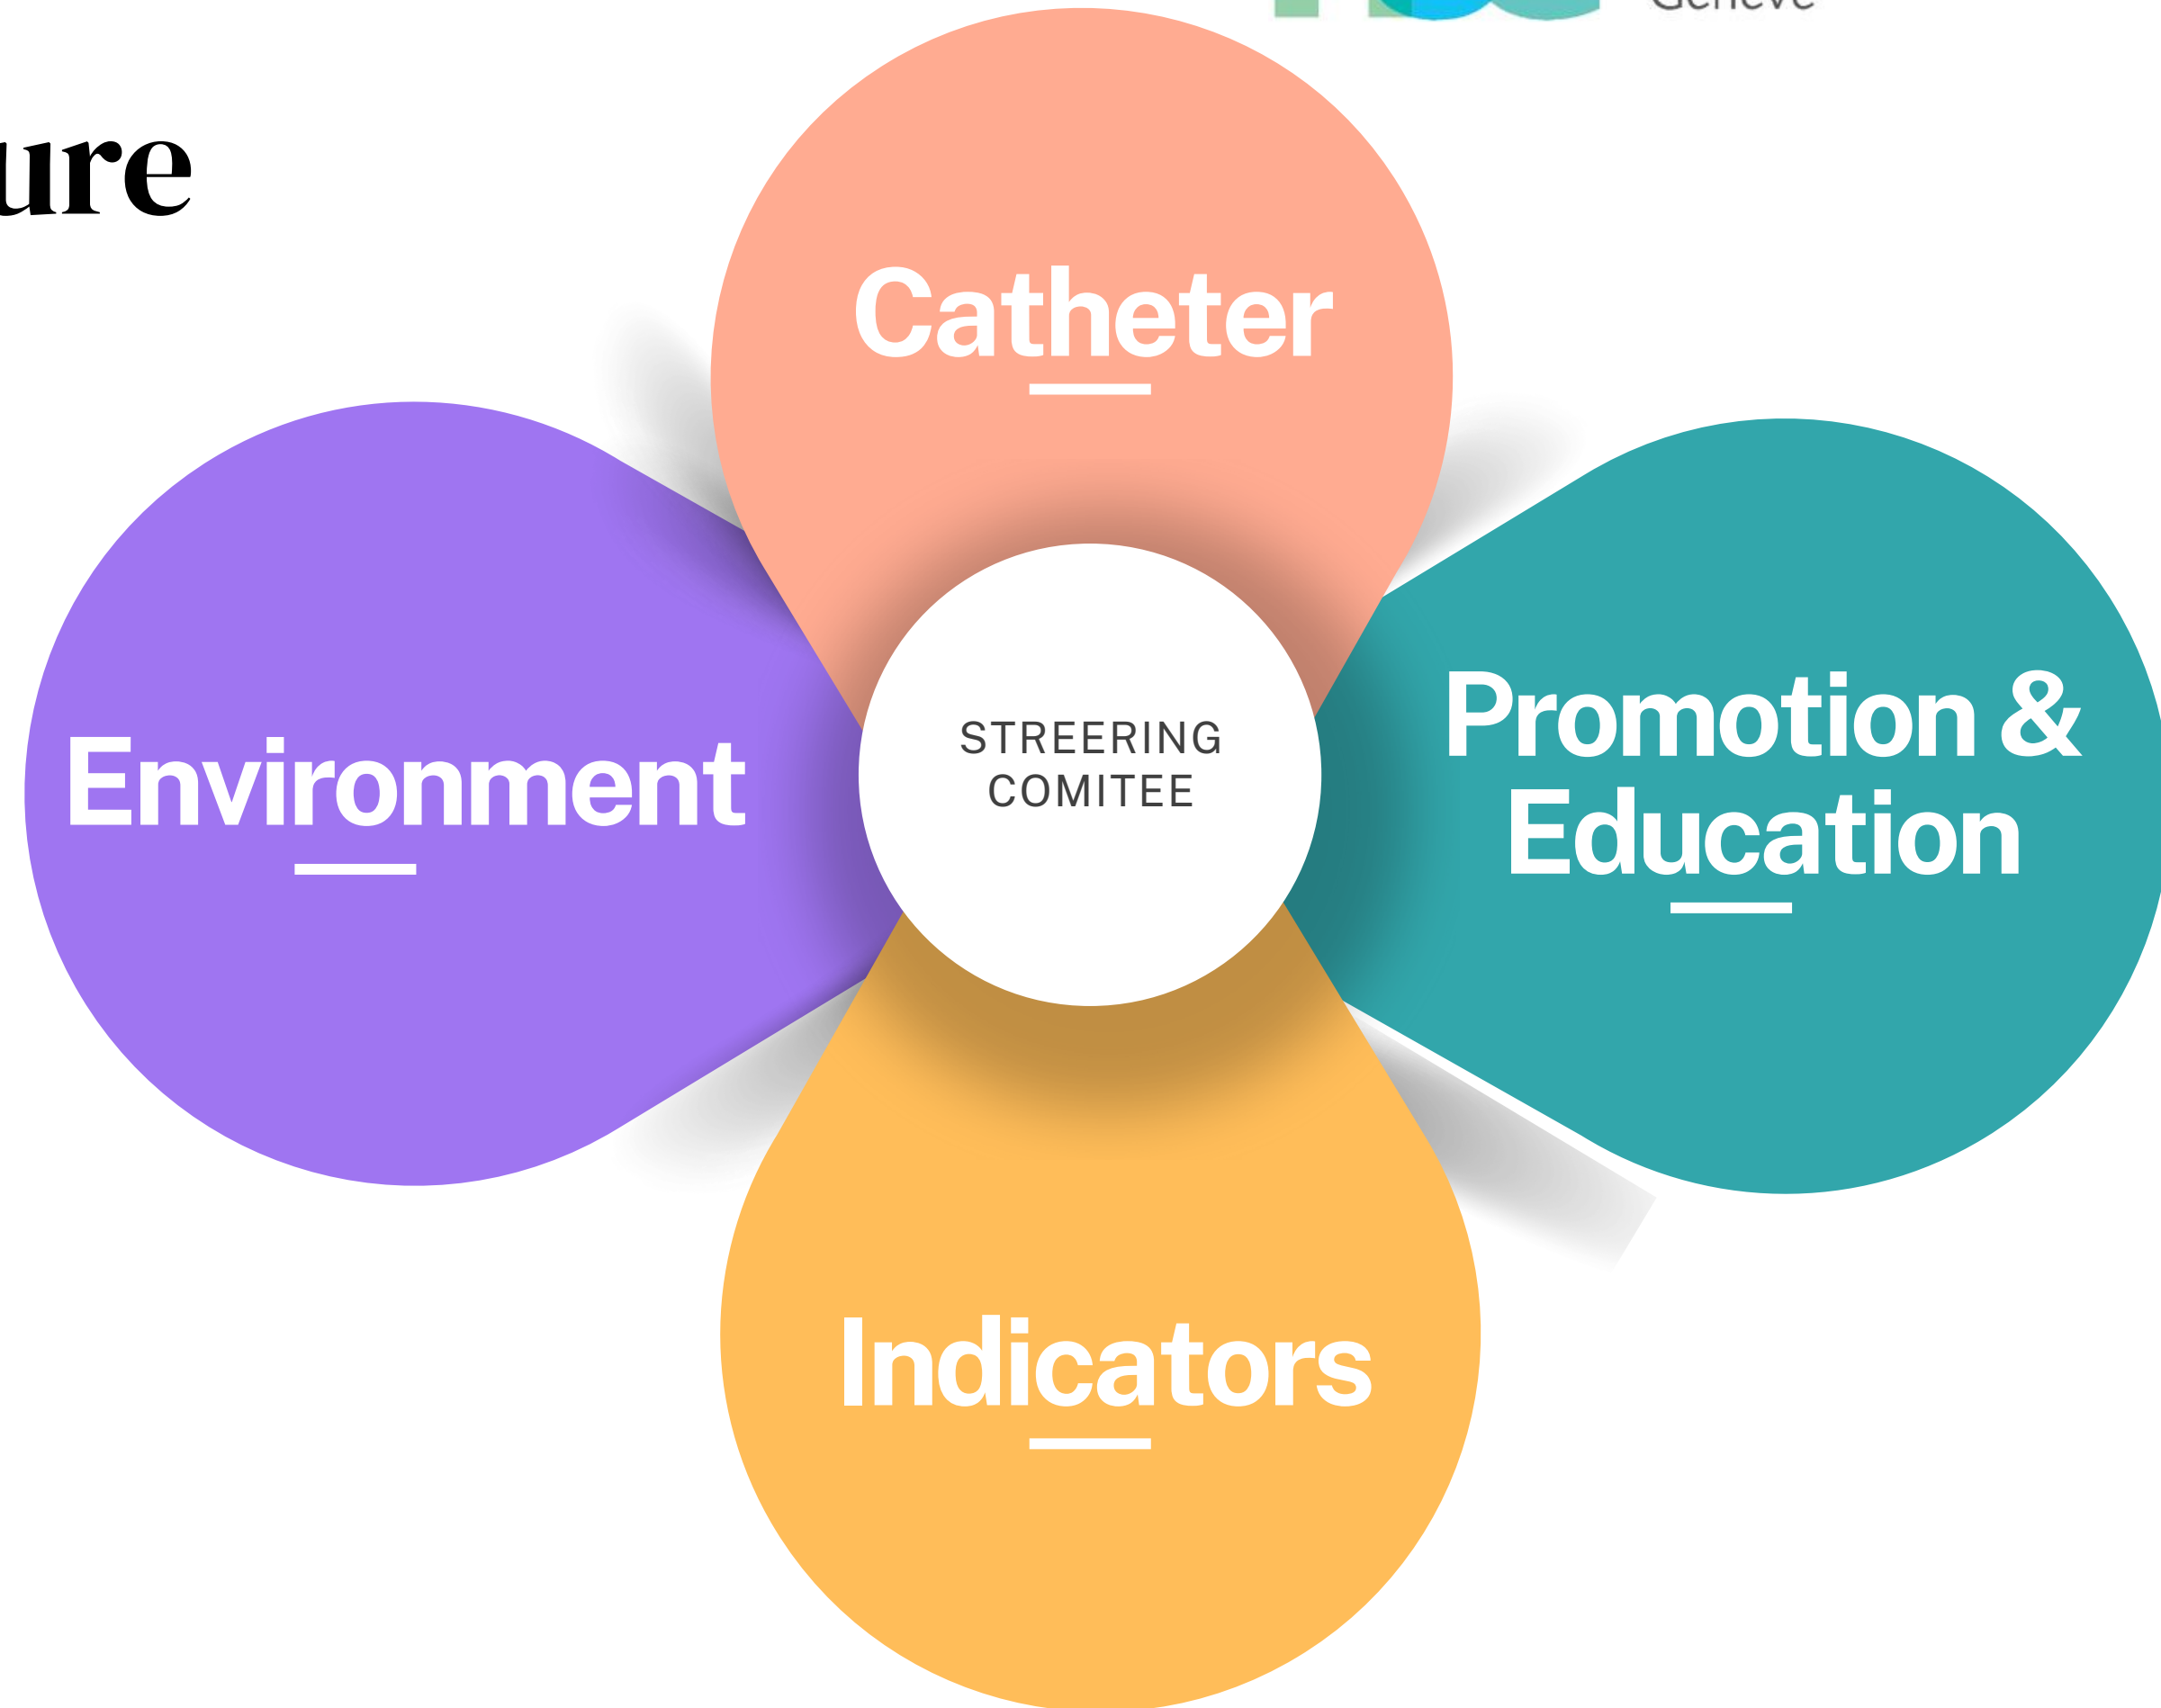 ure
Catheter
Promotion &
Education
STREERING
COMITEE
Environment
Indicators